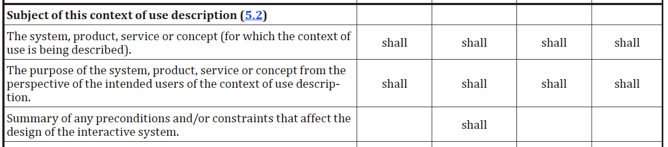 Subject of this context of use description (5.2)
The system, product, service or concept (for which the context of
use is being described).
shall shall shall shall
The purpose of the system, product, service or concept from the
perspective of the intended users of the context of use descrip-
tion.
shall shall shall shall
Summary of any preconditions and/or constraints that affect the
design of the interactive system.
shall